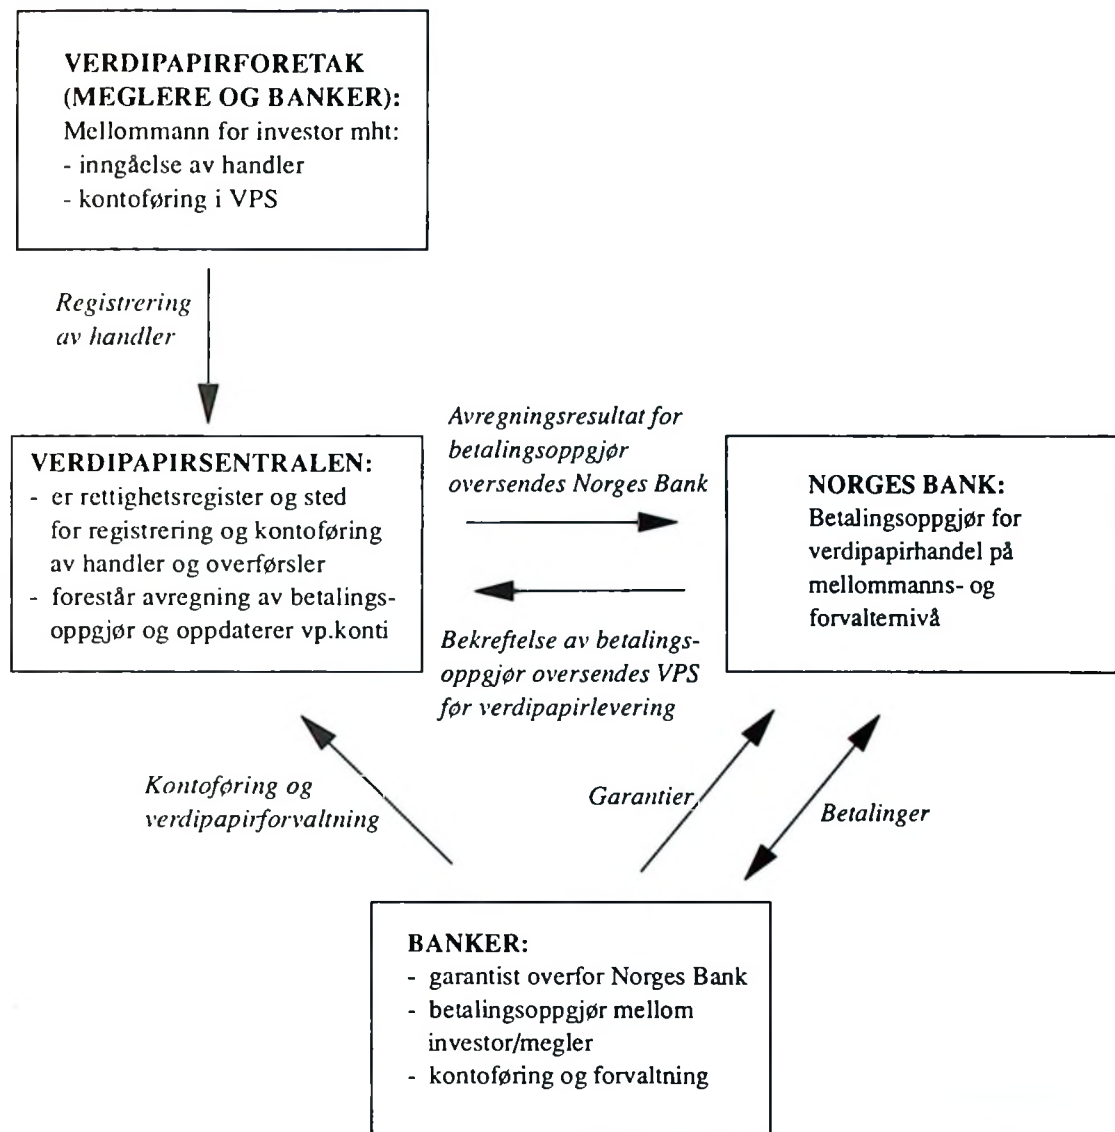 VERDIPAPIRFORETAK
(MEGLERE OG BANKER):
Mellommann for investor mht:
- inngåelse av handler
- kontoføring i VPS
Registrering
av handler
VERDIPAPIRSENTRALEN:
- er rettighetsregister og sted
for registrering og kontoføring
av handler og overførsler
- forestår avregning av betalings-
oppgjør og oppdaterer vp.konti
Avregningsresultat for
betalingsoppgjør
oversendes Norges Bank
Bekreftelse av betalings-
oppgjør oversendes VPS
før verdipapirlevering
NORGES BANK:
Betalingsoppgjør for
verdipapirhandel på
mellommanns- og
forvalternivå
Kontoføring og
verdipapirforvaltning
Garantier
Betalinger
BANKER:
- garantist overfor Norges Bank
- betalingsoppgjør mellom
investor/megler
- kontoføring og forvaltning